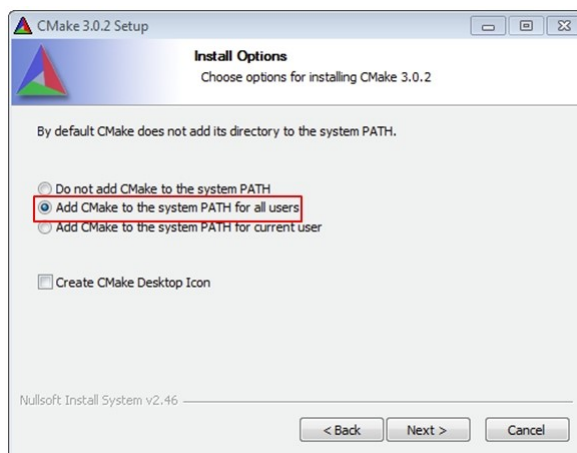 CMake 3.0.2 Setup
Install Options
Choose options for installing CMake 3.0.2
By default CMake does not add its directory to the system PATH.
Do not add CMake to the system PATH
Add CMake to the system PATH for all users
Add CMake to the system PATH for current user
Create CMake Desktop Icon
Nullsoft Install System v2.46
< Back Next > Cancel